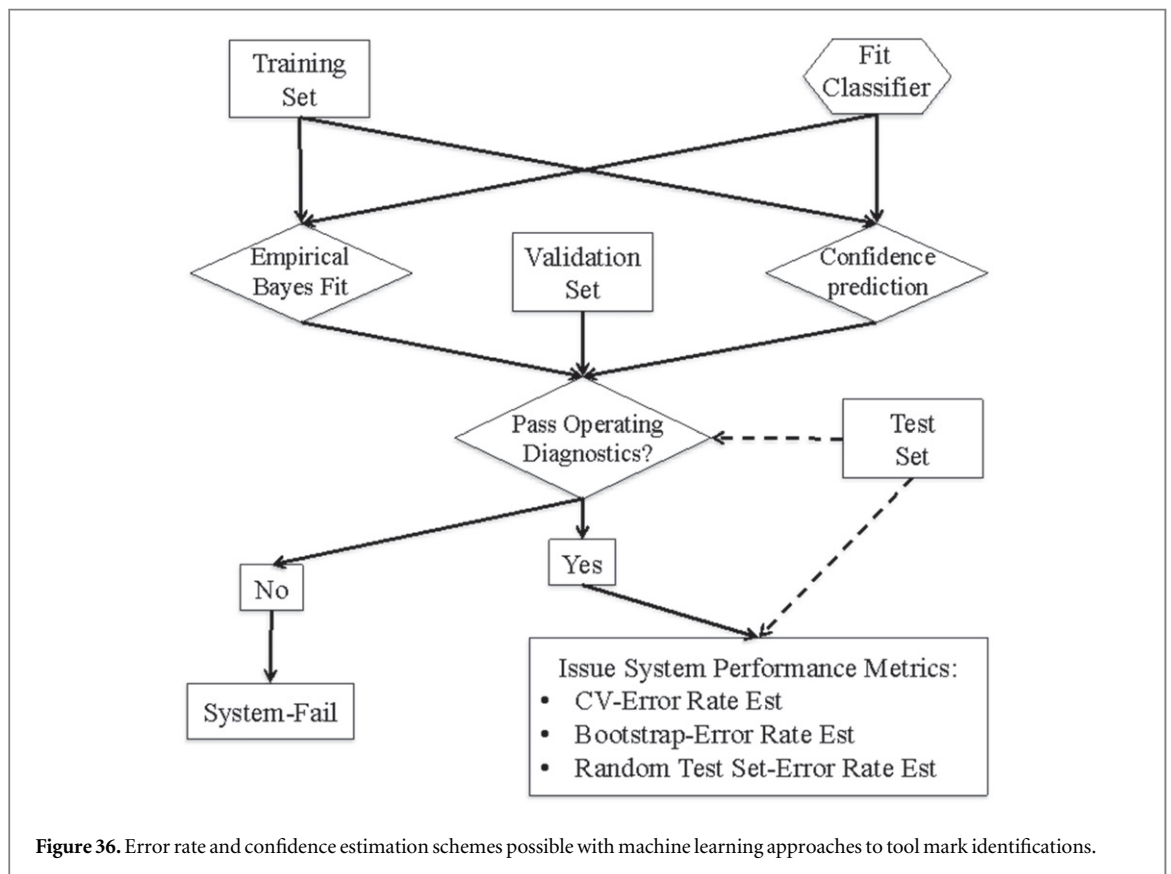 Training
Set
Fit
Classifier
Empirical
Bayes Fit
Validation
Set
Confidence
prediction
Pass Operating
Diagnostics?
Test
Set
No
Yes
System-Fail
Issue System Performance Metrics:
• CV-Error Rate Est
• Bootstrap-Error Rate Est
• Random Test Set-Error Rate Est
Figure 36. Error rate and confidence estimation schemes possible with machine learning approaches to tool mark identifications.